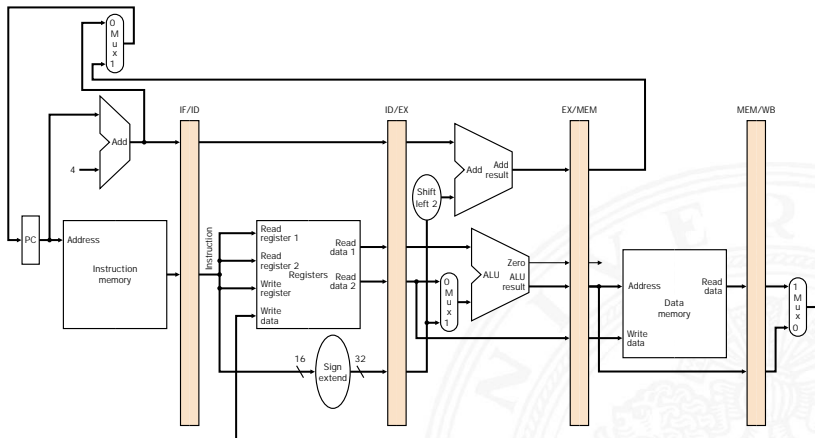 0
M
u
x
1
IF/ID
ID/EX
EX/MEM
MEM/WB
Add
4
Add
Add
result
Shift
left 2
PC
Address
Instruction
memory
Instruction
Read
register 1
Read
register 2
Write
register
Write
data
Registers
Read
data 1
Read
data 2
0
M
u
x
1
Zero
ALU
ALU
result
Address
Write
data
Data
memory
Read
data
1
M
u
x
0
16
Sign
extend
32
N
I
V
E
R